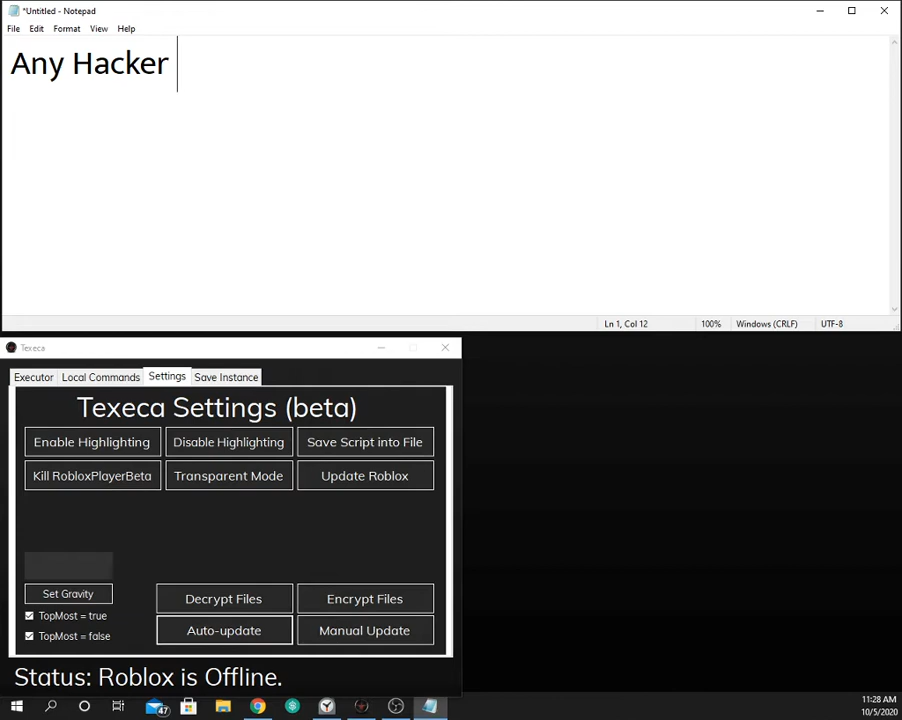 *Untitled - Notepad
File Edit Format View Help
Any Hacker
Ln 1, Col 12 100% Windows (CRLF) UTF-8
Texeca
Executor Local Commands Settings Save Instance
Texeca Settings (beta)
Enable Highlighting Disable Highlighting Save Script into File
Kill RobloxPlayerBeta Transparent Mode Update Roblox
Decrypt Files Encrypt Files
Set Gravity
TopMost = true
Auto-update Manual Update
TopMost = false
Status: Roblox is Offline.
47
11:28 AM
10/5/2020